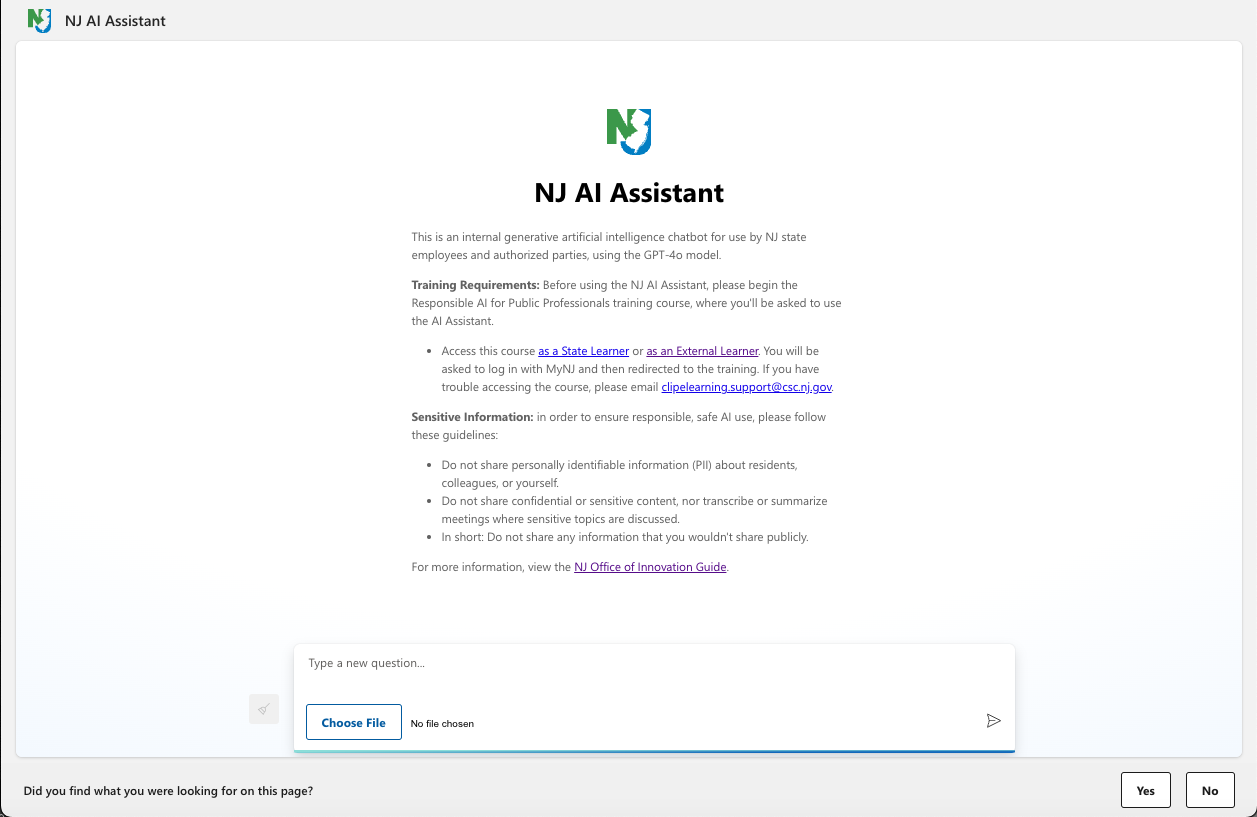 NJ AI Assistant
NJ
NJ AI Assistant
This is an internal generative artificial intelligence chatbot for use by NJ state
employees and authorized parties, using the GPT-4o model.
Training Requirements: Before using the NJ AI Assistant, please begin the
Responsible AI for Public Professionals training course, where you'll be asked to use
the AI Assistant.
• Access this course as a State Learner or as an External Learner. You will be
asked to log in with MyNJ and then redirected to the training. If you have
trouble accessing the course, please email clipelearning.support@csc.nj.gov.
Sensitive Information: in order to ensure responsible, safe AI use, please follow
these guidelines:
• Do not share personally identifiable information (PII) about residents,
colleagues, or yourself.
• Do not share confidential or sensitive content, nor transcribe or summarize
meetings where sensitive topics are discussed.
• In short: Do not share any information that you wouldn't share publicly.
For more information, view the NJ Office of Innovation Guide.
Type a new question...
Choose File No file chosen
Did you find what you were looking for on this page? Yes No